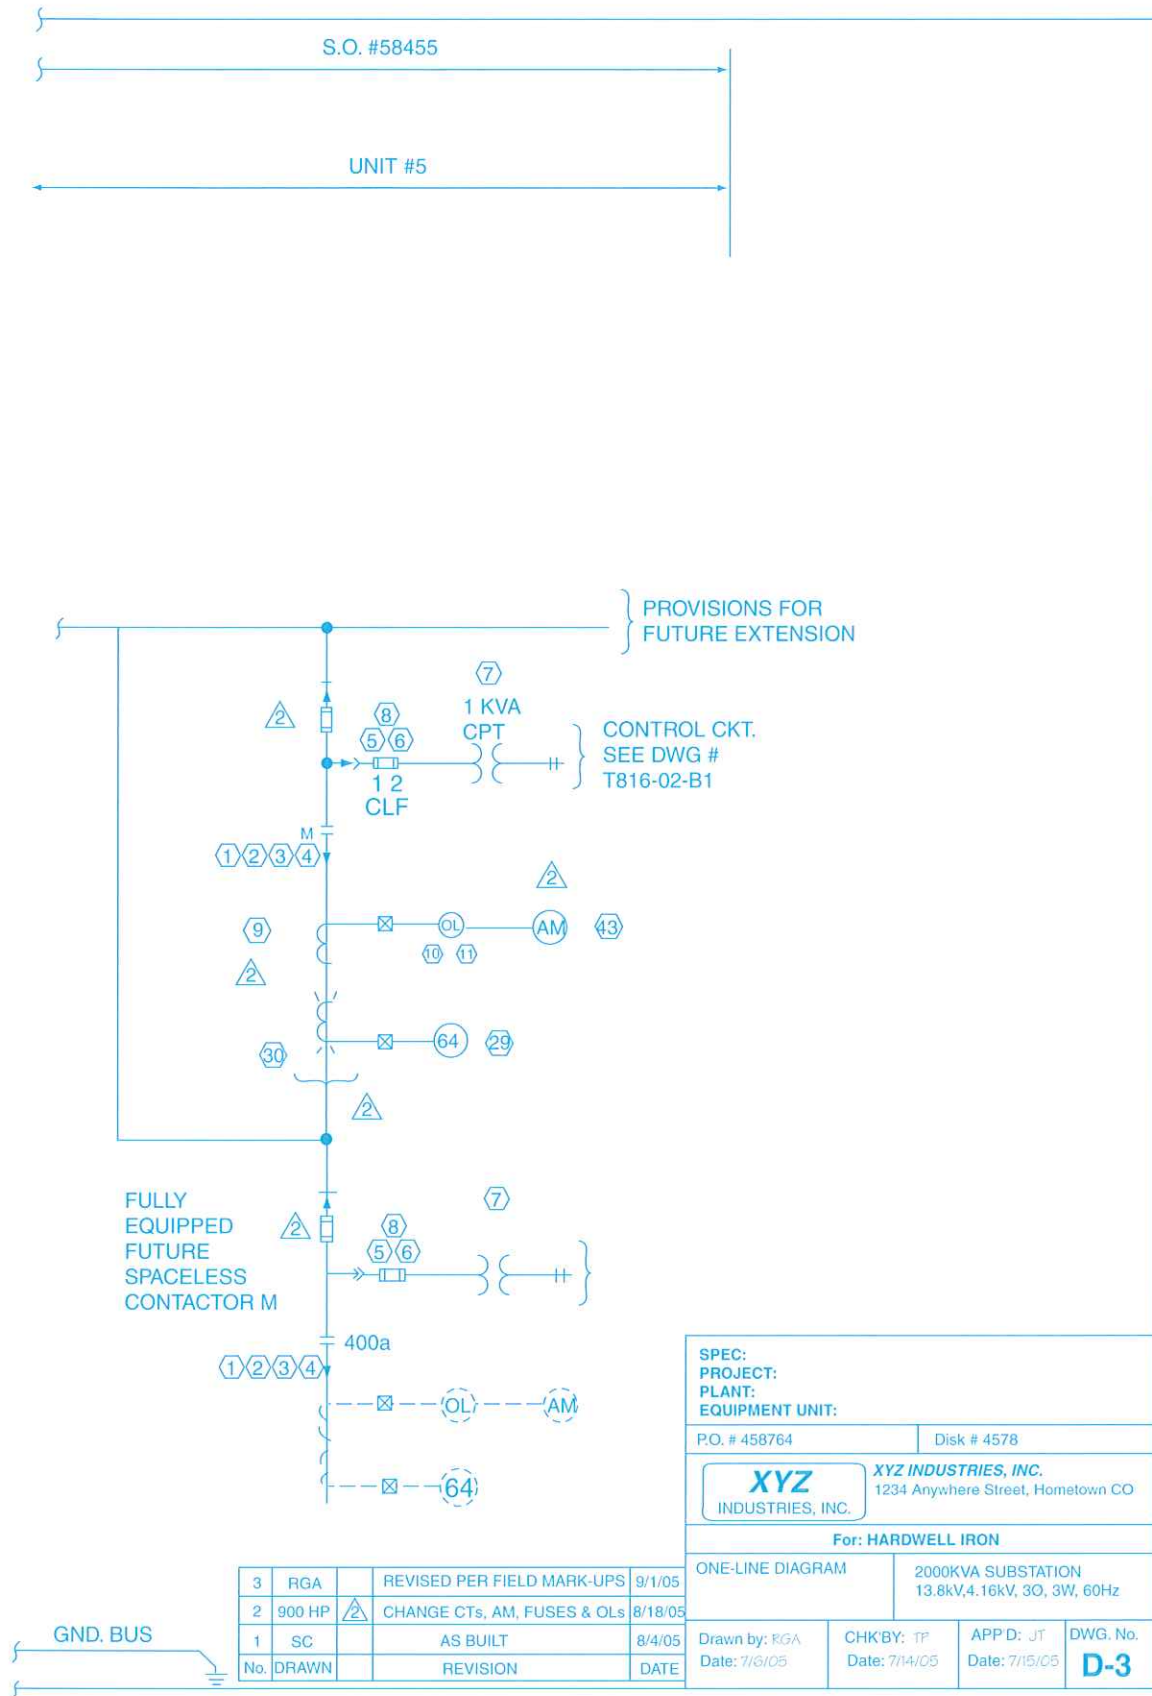 S.O. #58455
UNIT #5
PROVISIONS FOR
FUTURE EXTENSION
7
1 KVA
CPT
2
8
5 6
CONTROL CKT.
SEE DWG #
T816-02-B1
1 2
CLF
M
1 2 3 4
2
9
OL
AM
43
10 11
2
64
29
30
2
FULLY
EQUIPPED
FUTURE
SPACELESS
CONTACTOR M
7
2
8
5 6
400a
1 2 3 4
OL
AM
64
SPEC:
PROJECT:
PLANT:
EQUIPMENT UNIT:
P.O. # 458764
Disk # 4578
XYZ
INDUSTRIES, INC.
XYZ INDUSTRIES, INC.
1234 Anywhere Street, Hometown CO
For: HARDWELL IRON
ONE-LINE DIAGRAM
2000KVA SUBSTATION
13.8kV,4.16kV, 3O, 3W, 60Hz
3 RGA REVISED PER FIELD MARK-UPS 9/1/05
2 900 HP 2 CHANGE CTs, AM, FUSES & OLs 8/18/05
1 SC AS BUILT 8/4/05
No. DRAWN REVISION DATE
Drawn by: RGA
Date: 7/6/05
CHK'BY: TP
Date: 7/14/05
APP'D: JT
Date: 7/15/05
DWG. No.
D-3
GND. BUS